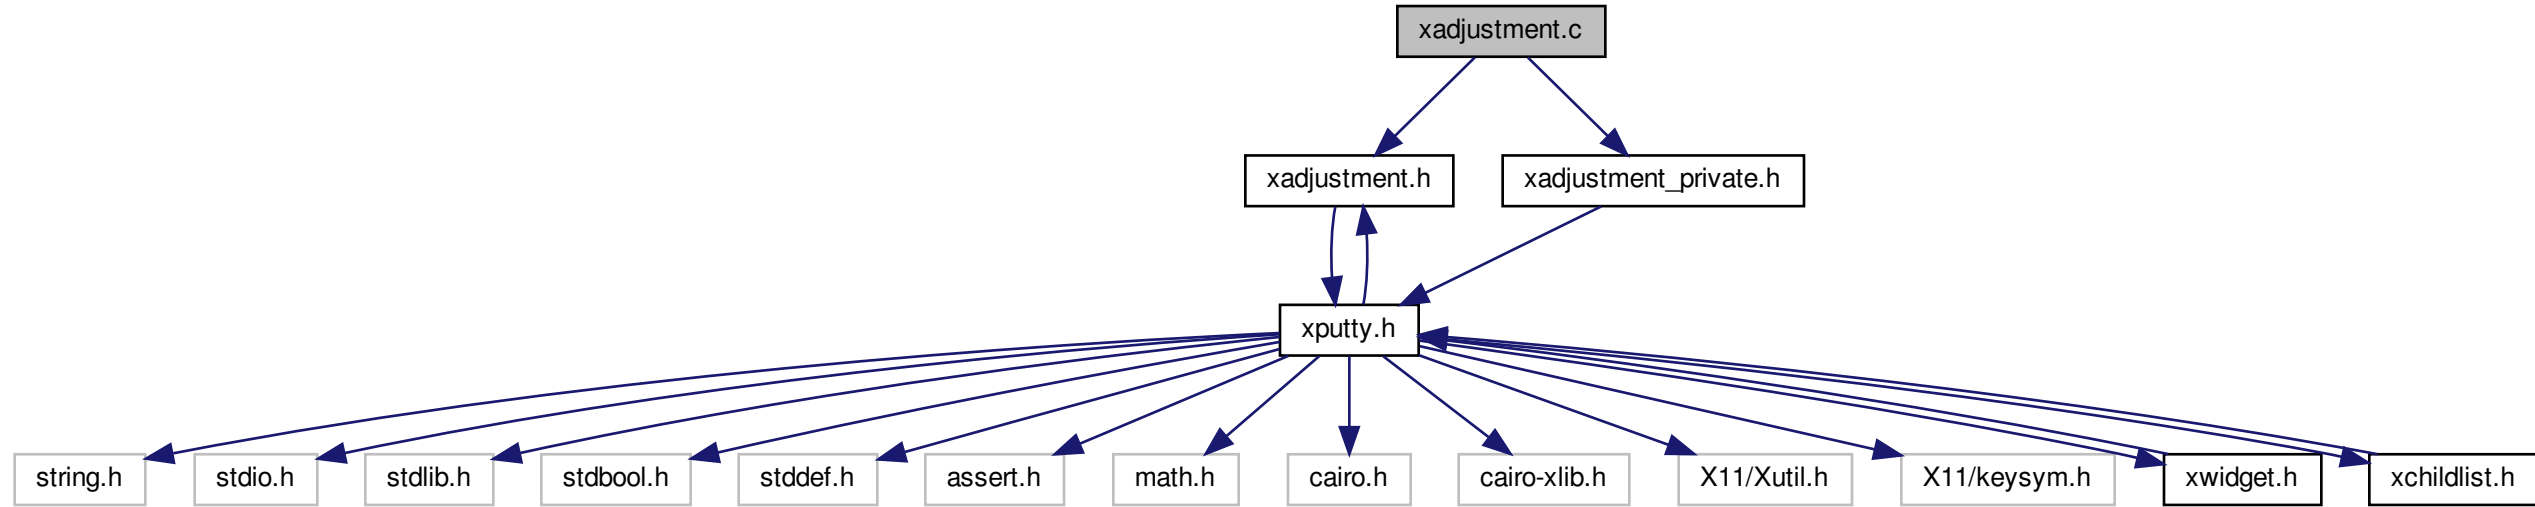 xadjustment.c
xadjustment.h
xadjustment_private.h
xputty.h
string.h
stdio.h
stdlib.h
stdbool.h
stddef.h
assert.h
math.h
cairo.h
cairo-xlib.h
X11/Xutil.h
X11/keysym.h
xwidget.h
xchildlist.h